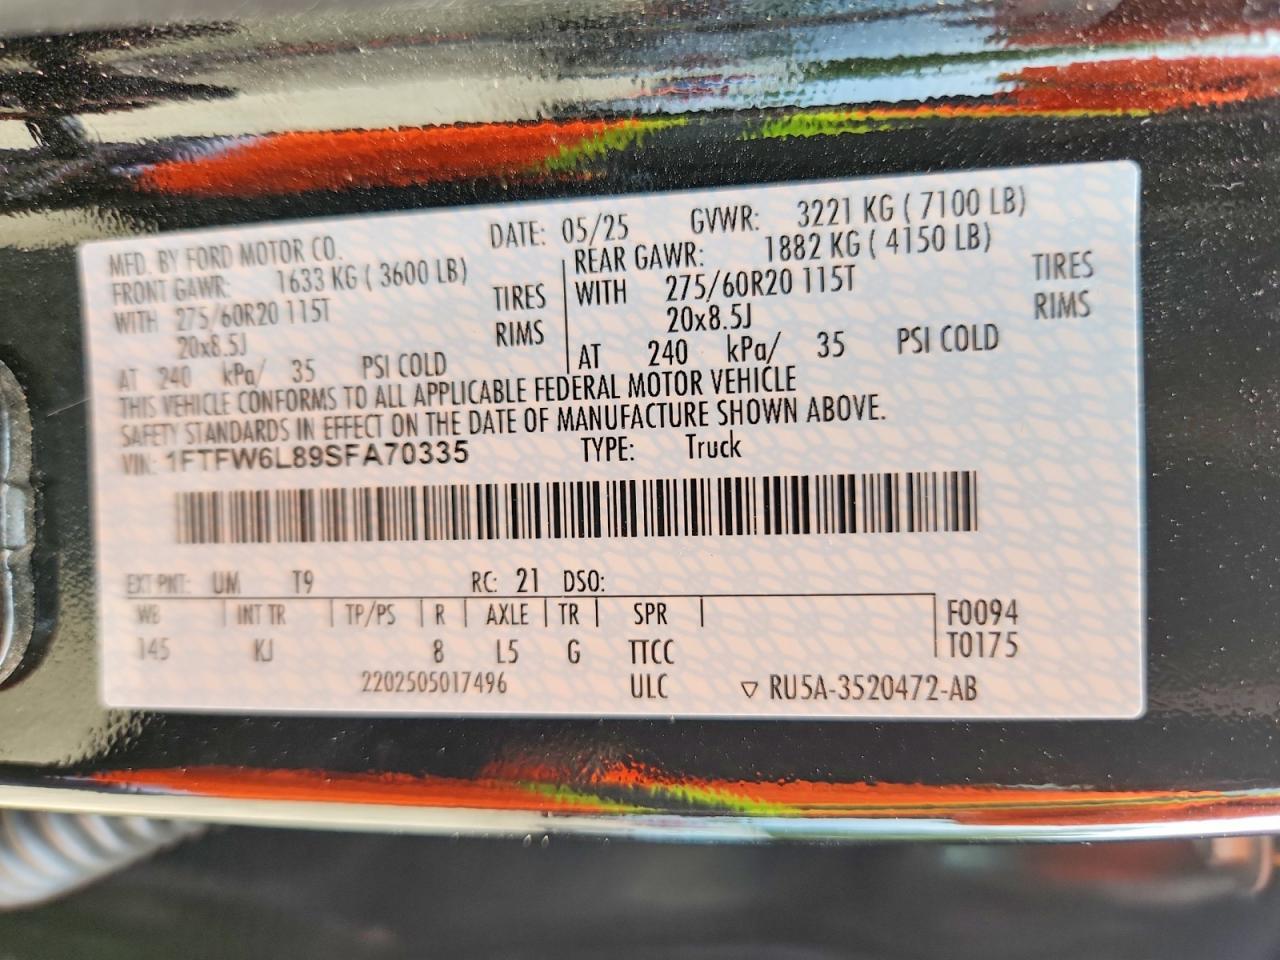 MFD. BY FORD MOTOR CO. DATE: 05/25 GVWR: 3221 KG ( 7100 LB)
FRONT GAWR: 1633 KG ( 3600 LB) REAR GAWR: 1882 KG ( 4150 LB)
WITH 275/60R20 115T TIRES WITH 275/60R20 115T TIRES
20x8.5J RIMS 20x8.5J RIMS
AT 240 kPa/ 35 PSI COLD AT 240 kPa/ 35 PSI COLD
THIS VEHICLE CONFORMS TO ALL APPLICABLE FEDERAL MOTOR VEHICLE
SAFETY STANDARDS IN EFFECT ON THE DATE OF MANUFACTURE SHOWN ABOVE.
VIN: 1FTFW6L89SFA70335 TYPE: Truck
EXT PNT: UM T9 RC: 21 DSO:
WB INT TR TP/PS R AXLE TR SPR F0094
145 KJ 8 L5 G TTCC T0175
2202505017496 ULC ▽ RU5A-3520472-AB